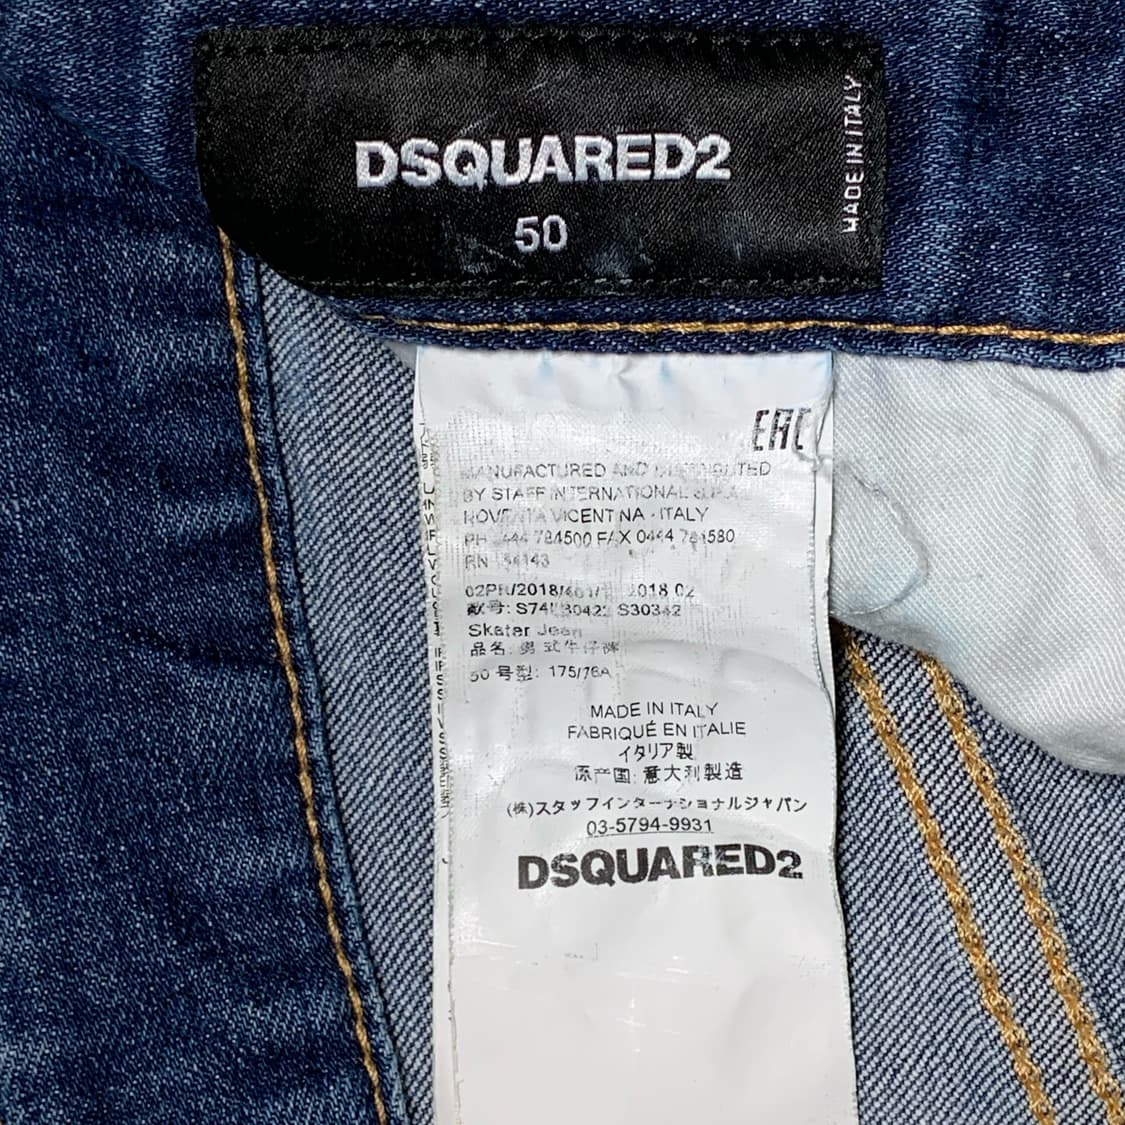 DSQUARED2
50
MADE IN ITALY
EAC
MANUFACTURED AND DISTRIBUTED
BY STAFF INTERNATIONAL S.P.A.
NOVENTA VICENTINA - ITALY
PH 0444 784500 FAX 0444
RN
02PR/2018/ 2018 02
款号: S30342
Skater Jean
品名: 男式牛仔裤
50 号型: 175/76A
MADE IN ITALY
FABRIQUÉ EN ITALIE
イタリア製
原产国: 意大利製造
(株)スタッフインターナショナルジャパン
03-5794-9931
DSQUARED2